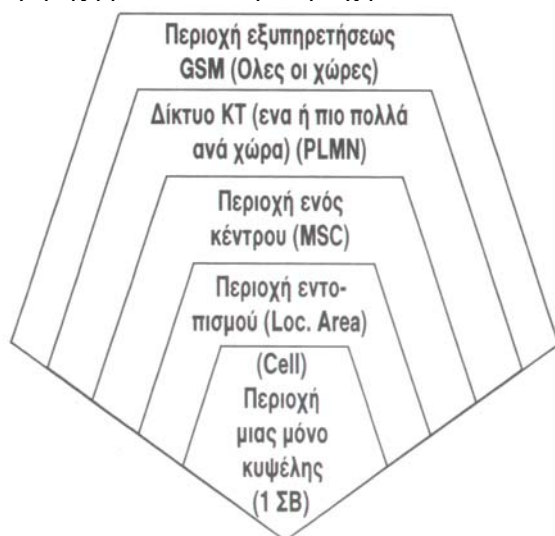 Περιοχή εξυπηρετήσεως
GSM (Ολες οι χώρες)
Δίκτυο ΚΤ (ενα ή πιο πολλά
ανά χώρα) (PLMN)
Περιοχή ενός
κέντρου (MSC)
Περιοχή εντο-
πισμού (Loc. Area)
(Cell)
Περιοχή
μιας μόνο
κυψέλης
(1 ΣΒ)